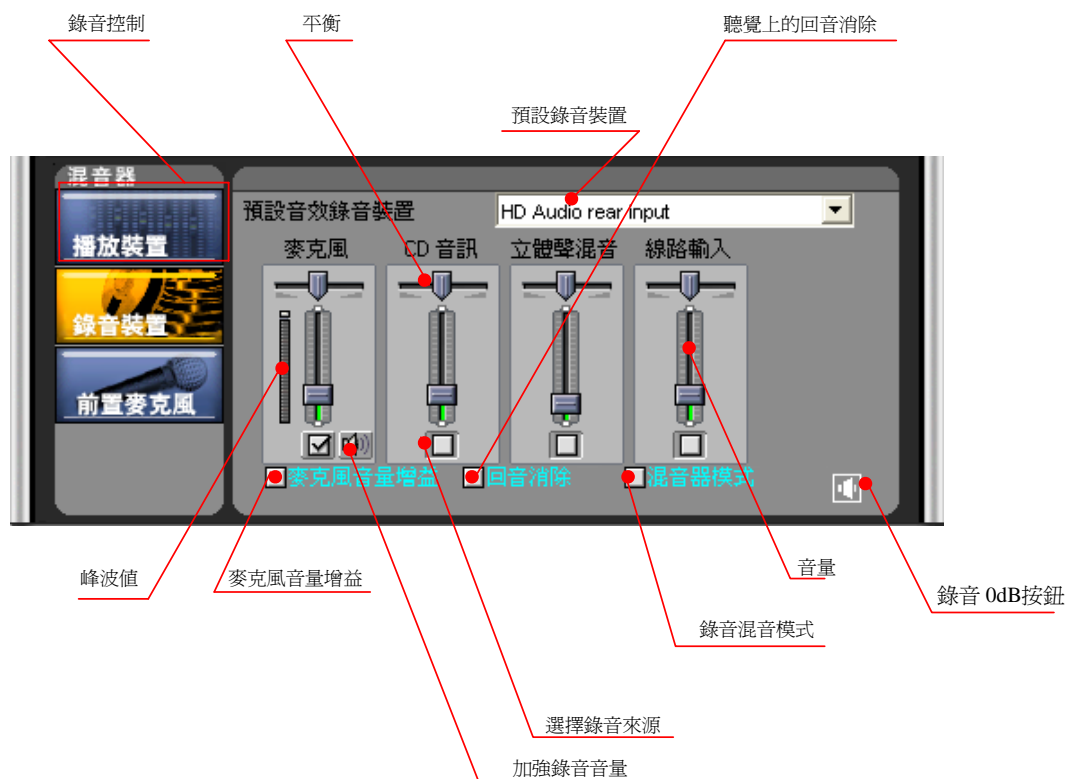 錄音控制
平衡
聽覺上的回音消除
預設錄音裝置
混音器
播放裝置
錄音裝置
前置麥克風
預設音效錄音裝置
HD Audio rear input
麥克風
CD 音訊
立體聲混音
線路輸入
麥克風音量增益
回音消除
混音器模式
峰波值
麥克風音量增益
音量
錄音 0dB按鈕
錄音混音模式
選擇錄音來源
加強錄音音量